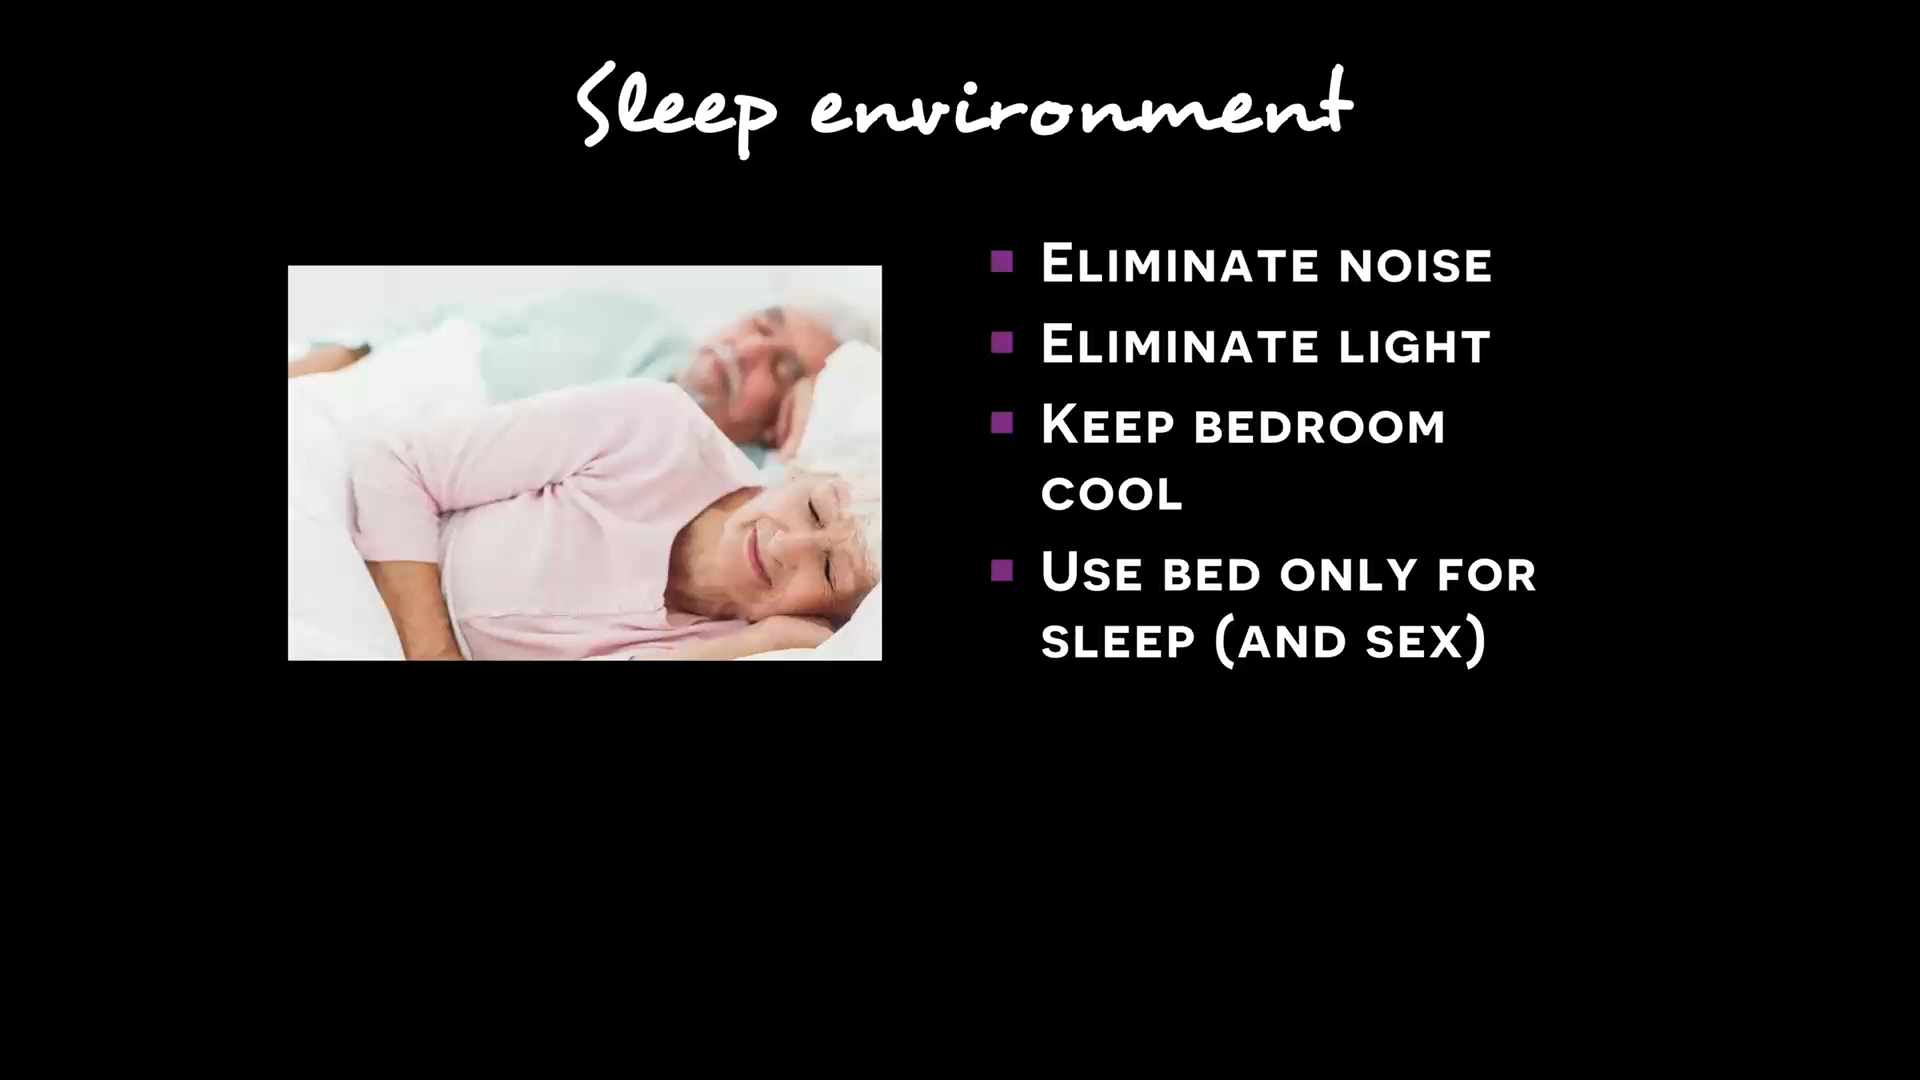 Sleep environment
Eliminate noise
Eliminate light
Keep bedroom
cool
Use bed only for
sleep (and sex)